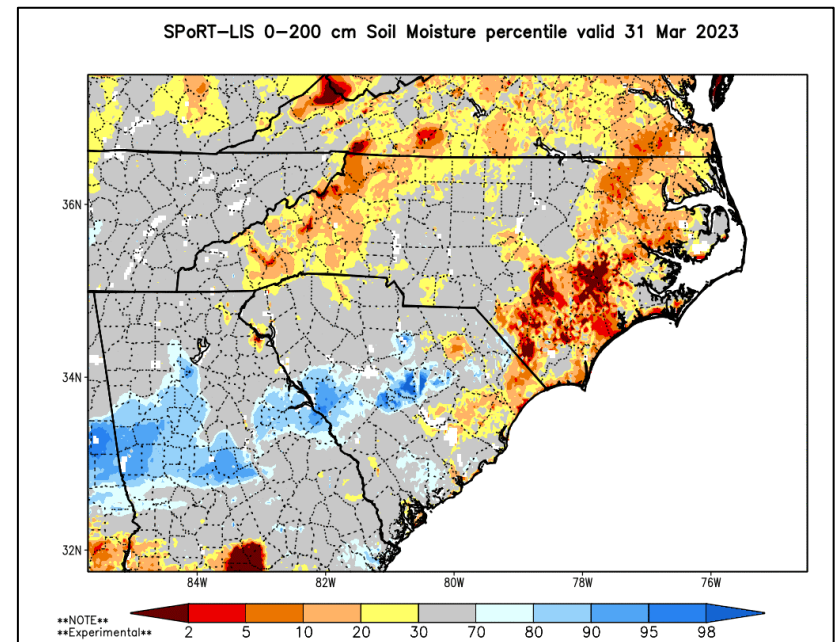 SPoRT-LIS 0-200 cm Soil Moisture percentile valid 31 Mar 2023
36N
34N
32N
84W 82W 80W 78W 76W
**NOTE**
**Experimental**
2 5 10 20 30 70 80 90 95 98